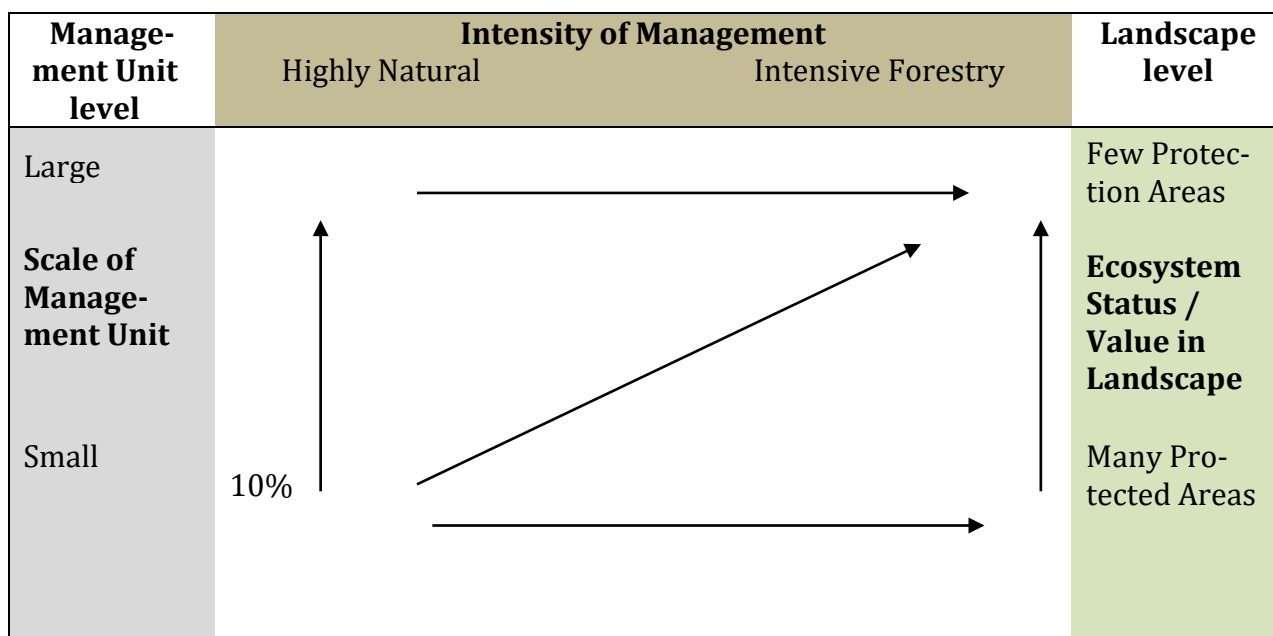 Manage-
ment Unit
level
Intensity of Management
Highly Natural Intensive Forestry
Landscape
level
Large
Scale of
Manage-
ment Unit
Small
10%
Few Protec-
tion Areas
Ecosystem
Status /
Value in
Landscape
Many Pro-
tected Areas